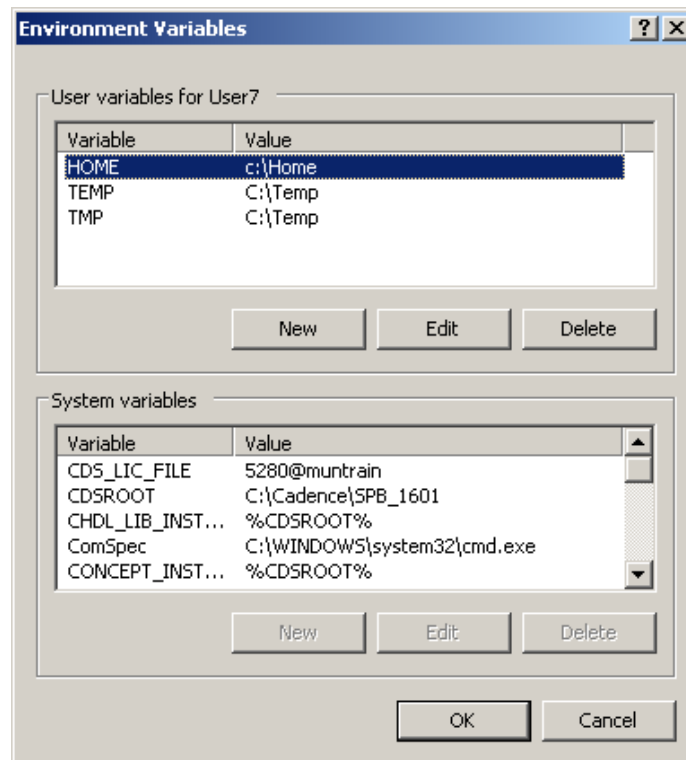 Environment Variables
User variables for User7
Variable Value
HOME c:\Home
TEMP C:\Temp
TMP C:\Temp
New Edit Delete
System variables
Variable Value
CDS_LIC_FILE 5280@muntrain
CDSROOT C:\Cadence\SPB_1601
CHDL_LIB_INST... %CDSROOT%
ComSpec C:\WINDOWS\system32\cmd.exe
CONCEPT_INST... %CDSROOT%
New Edit Delete
OK Cancel